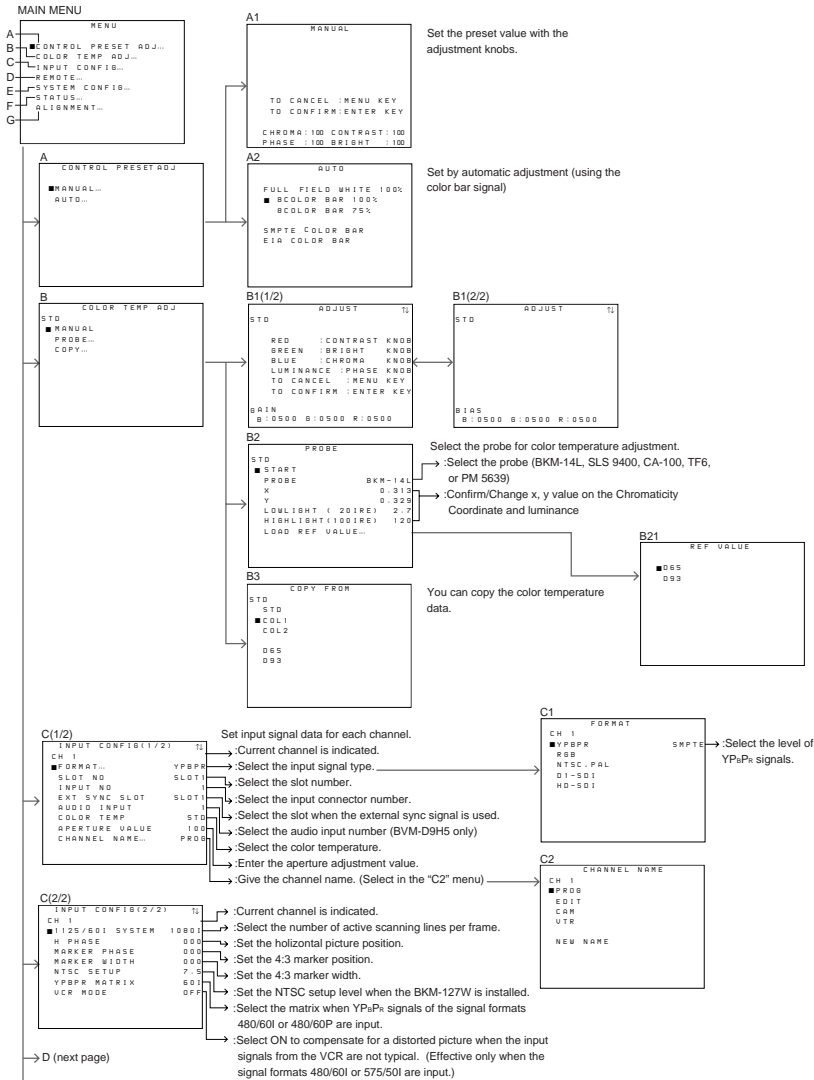 MAIN MENU
MENU
A
B
C
D
E
F
G
■CONTROL PRESET ADJ…
COLOR TEMP ADJ…
INPUT CONFIG…
REMOTE…
SYSTEM CONFIG…
STATUS…
ALIGNMENT…
A1
MANUAL
TO CANCEL :MENU KEY
TO CONFIRM:ENTER KEY
CHROMA:100 CONTRAST:100
PHASE :100 BRIGHT :100
Set the preset value with the
adjustment knobs.
A
CONTROL PRESETADJ
■MANUAL…
AUTO…
A2
AUTO
FULL FIELD WHITE 100%
■ 8COLOR BAR 100%
8COLOR BAR 75%
SMPTE COLOR BAR
EIA COLOR BAR
Set by automatic adjustment (using the
color bar signal)
B
COLOR TEMP ADJ
STD
■ MANUAL
PROBE…
COPY…
B1(1/2)
ADJUST ↑↓
STD
RED :CONTRAST KNOB
GREEN :BRIGHT KNOB
BLUE :CHROMA KNOB
LUMINANCE :PHASE KNOB
TO CANCEL :MENU KEY
TO CONFIRM :ENTER KEY
GAIN
B:0500 G:0500 R:0500
B1(2/2)
ADJUST ↑↓
STD
BIAS
B:0500 G:0500 R:0500
B2
PROBE
STD
■ START
PROBE BKM-14L
X 0.313
Y 0.329
LOWLIGHT ( 20IRE) 2.7
HIGHLIGHT(100IRE) 120
LOAD REF VALUE…
Select the probe for color temperature adjustment.
:Select the probe (BKM-14L, SLS 9400, CA-100, TF6,
or PM 5639)
:Confirm/Change x, y value on the Chromaticity
Coordinate and luminance
B21
REF VALUE
■D65
D93
B3
COPY FROM
STD
STD
■COL1
COL2
D65
D93
You can copy the color temperature
data.
C(1/2)
INPUT CONFIG(1/2) ↑↓
CH 1
■FORMAT… YPBPR
SLOT NO SLOT1
INPUT NO 1
EXT SYNC SLOT SLOT1
AUDIO INPUT 1
COLOR TEMP STD
APERTURE VALUE 100
CHANNEL NAME… PROG
Set input signal data for each channel.
:Current channel is indicated.
:Select the input signal type.
:Select the slot number.
:Select the input connector number.
:Select the slot when the external sync signal is used.
:Select the audio input number (BVM-D9H5 only)
:Select the color temperature.
:Enter the aperture adjustment value.
:Give the channel name. (Select in the “C2” menu)
C1
FORMAT
CH 1
■YPBPR SMPTE
RGB
NTSC.PAL
D1-SDI
HD-SDI
:Select the level of
YPBPR signals.
C2
CHANNEL NAME
CH 1
■PROG
EDIT
CAM
VTR
NEW NAME
C(2/2)
INPUT CONFIG(2/2) ↑↓
CH 1
■1125/60I SYSTEM 1080I
H PHASE 000
MARKER PHASE 000
MARKER WIDTH 000
NTSC SETUP 7.5
YPBPR MATRIX 60I
VCR MODE OFF
:Current channel is indicated.
:Select the number of active scanning lines per frame.
:Set the holizontal picture position.
:Set the 4:3 marker position.
:Set the 4:3 marker width.
:Set the NTSC setup level when the BKM-127W is installed.
:Select the matrix when YPBPR signals of the signal formats
480/60I or 480/60P are input.
:Select ON to compensate for a distorted picture when the input
signals from the VCR are not typical. (Effective only when the
signal formats 480/60I or 575/50I are input.)
D (next page)